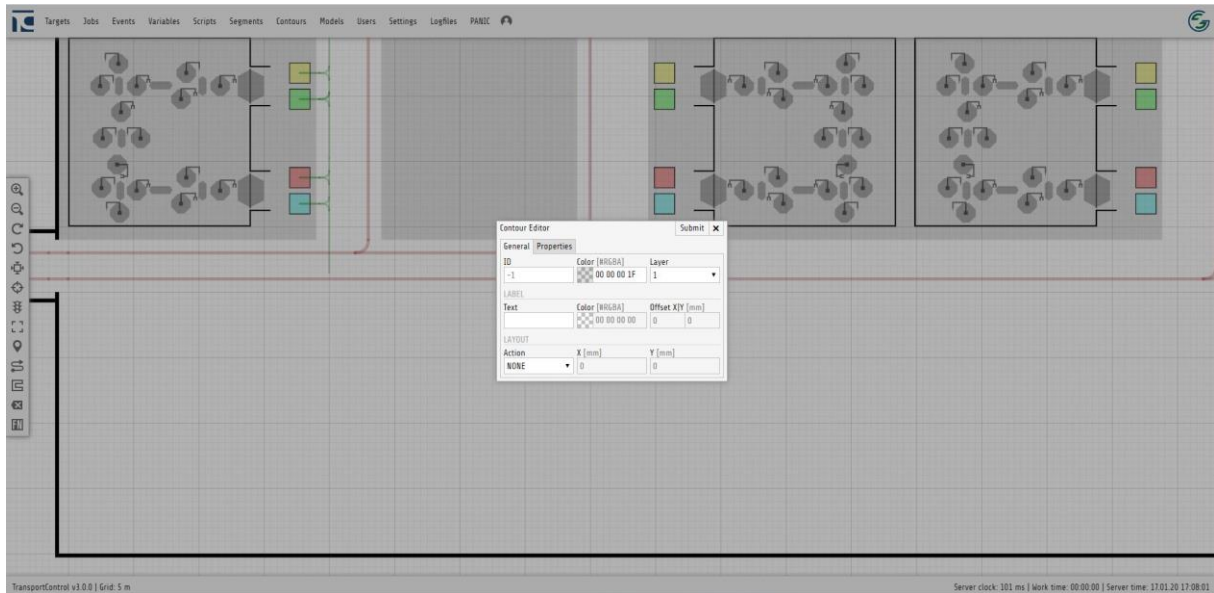 Targets Jobs Events Variables Scripts Segments Contours Models Users Settings Logfiles PANIC
Contour Editor Submit
General Properties
ID Color [#RGBA] Layer
-1 00 00 00 1F 1
LABEL
Text Color [#RGBA] Offset X|Y [mm]
00 00 00 00 0 0
LAYOUT
Action X [mm] Y [mm]
NONE 0 0
TransportControl v3.0.0 | Grid: 5 m
Server clock: 101 ms | Work time: 00:00:00 | Server time: 17.01.20 17:08:01